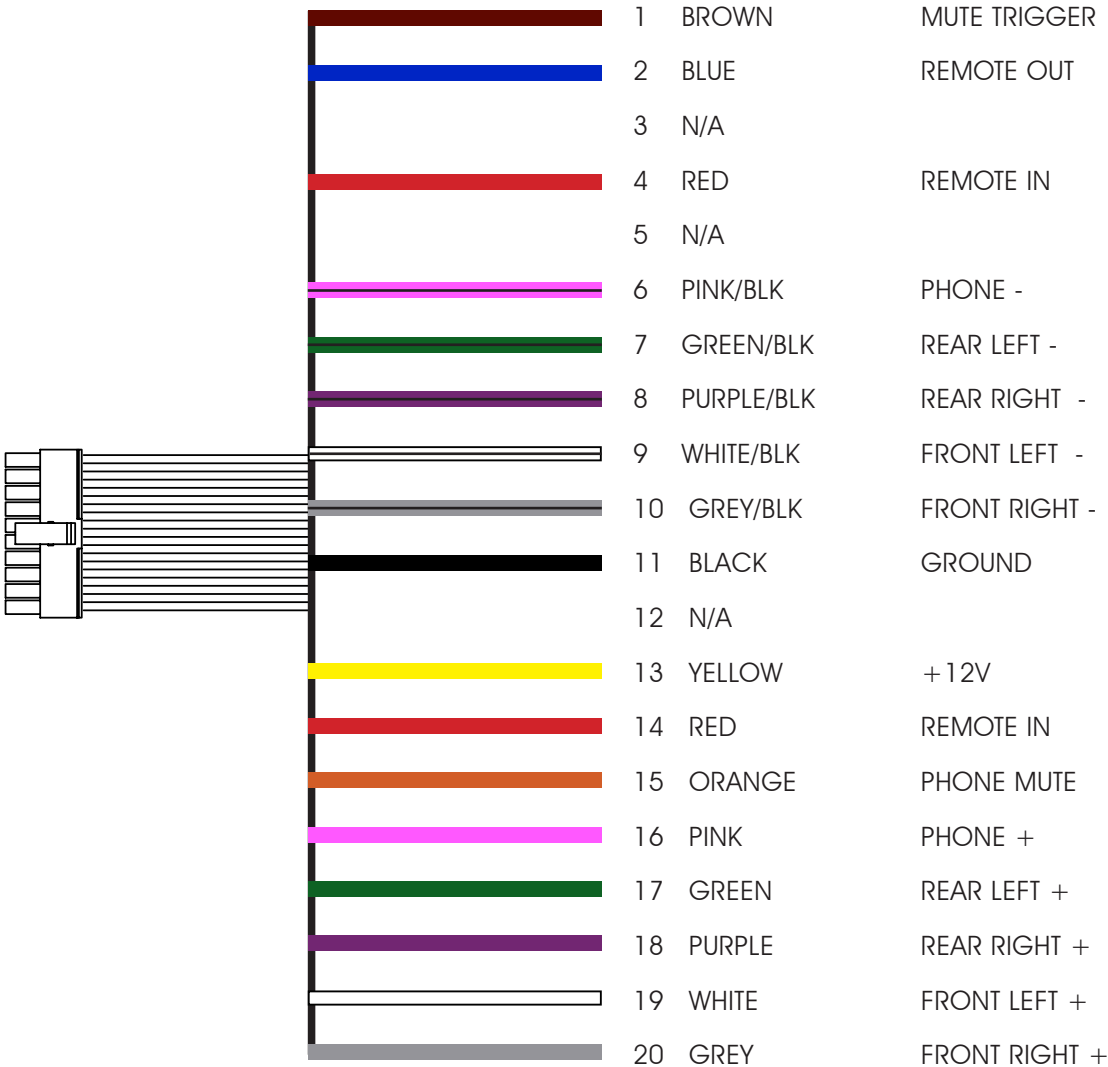 1 BROWN MUTE TRIGGER
2 BLUE REMOTE OUT
3 N/A
4 RED REMOTE IN
5 N/A
6 PINK/BLK PHONE -
7 GREEN/BLK REAR LEFT -
8 PURPLE/BLK REAR RIGHT -
9 WHITE/BLK FRONT LEFT -
10 GREY/BLK FRONT RIGHT -
11 BLACK GROUND
12 N/A
13 YELLOW +12V
14 RED REMOTE IN
15 ORANGE PHONE MUTE
16 PINK PHONE +
17 GREEN REAR LEFT +
18 PURPLE REAR RIGHT +
19 WHITE FRONT LEFT +
20 GREY FRONT RIGHT +